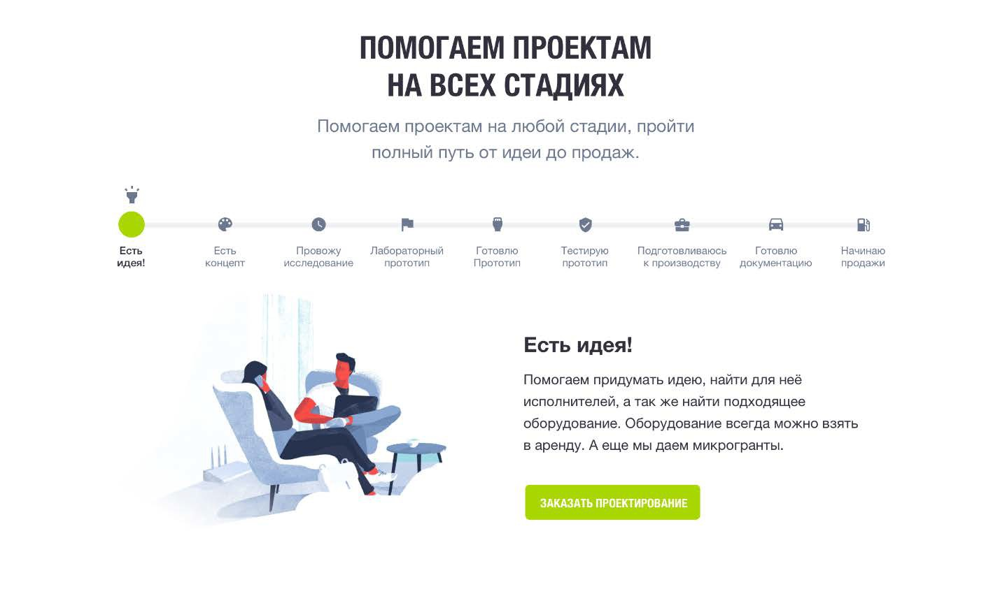 ПОМОГАЕМ ПРОЕКТАМ
НА ВСЕХ СТАДИЯХ
Помогаем проектам на любой стадии, пройти
полный путь от идеи до продаж.
Есть
идея!
Есть
концепт
Провожу
исследование
Лабораторный
прототип
Готовлю
Прототип
Тестирую
прототип
Подготовливаюсь
к производству
Готовлю
документацию
Начинаю
продажи
Есть идея!
Помогаем придумать идею, найти для неё
исполнителей, а так же найти подходящее
оборудование. Оборудование всегда можно взять
в аренду. А еще мы даем микрогранты.
ЗАКАЗАТЬ ПРОЕКТИРОВАНИЕ